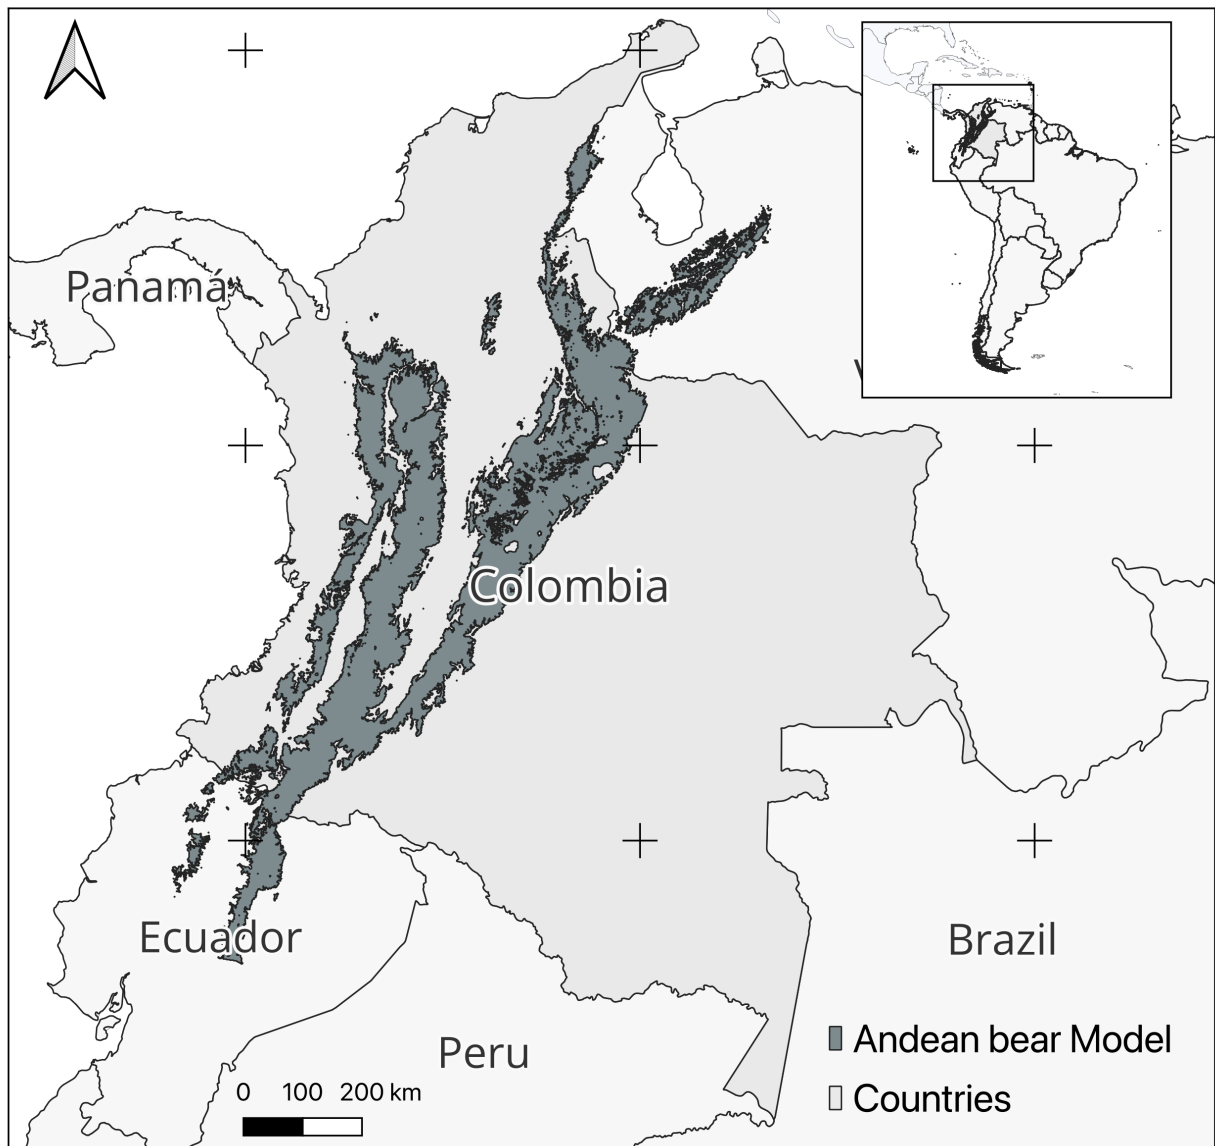 Panamá
Colombia
Ecuador
Brazil
Peru
Andean bear Model
Countries
0 100 200 km